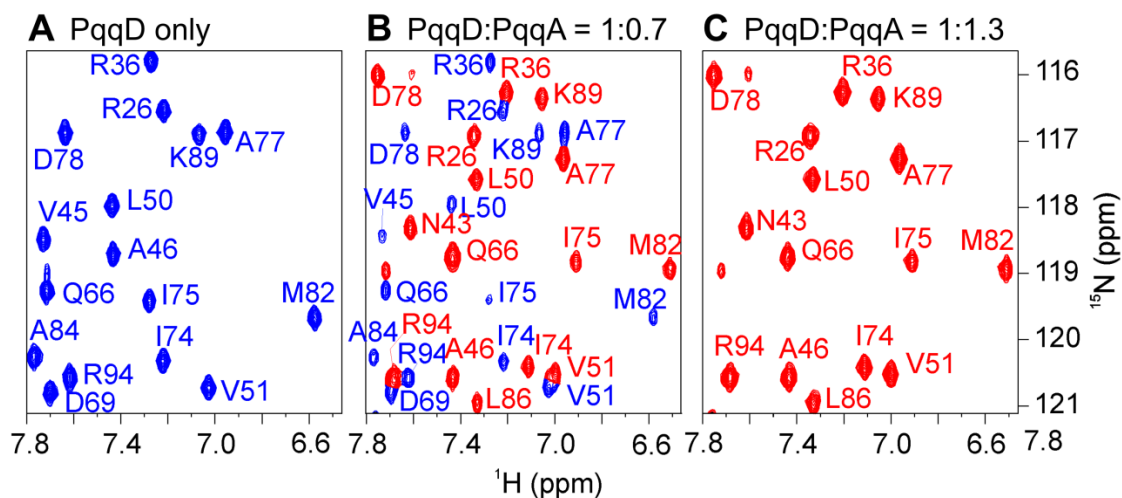 A PqqD only
B PqqD:PqqA = 1:0.7
C PqqD:PqqA = 1:1.3
R36
R26
D78
K89
A77
L50
V45
A46
Q66
I75
M82
A84
I74
R94
D69
V51
R36
R36
D78
K89
R26
A77
D78
K89
R26
L50
A77
V45
L50
N43
Q66
I75
M82
Q66
I75
M82
R94
A84
I74
I74
R94
A46
V51
D69
L86
V51
R36
D78
K89
R26
L50
A77
N43
Q66
I75
M82
R94
A46
I74
V51
L86
116
117
118
119
120
121
15N (ppm)
7.8 7.4 7.0 6.6 7.8 7.4 7.0 6.6 7.8 7.4 7.0 6.6 7.8
1H (ppm)